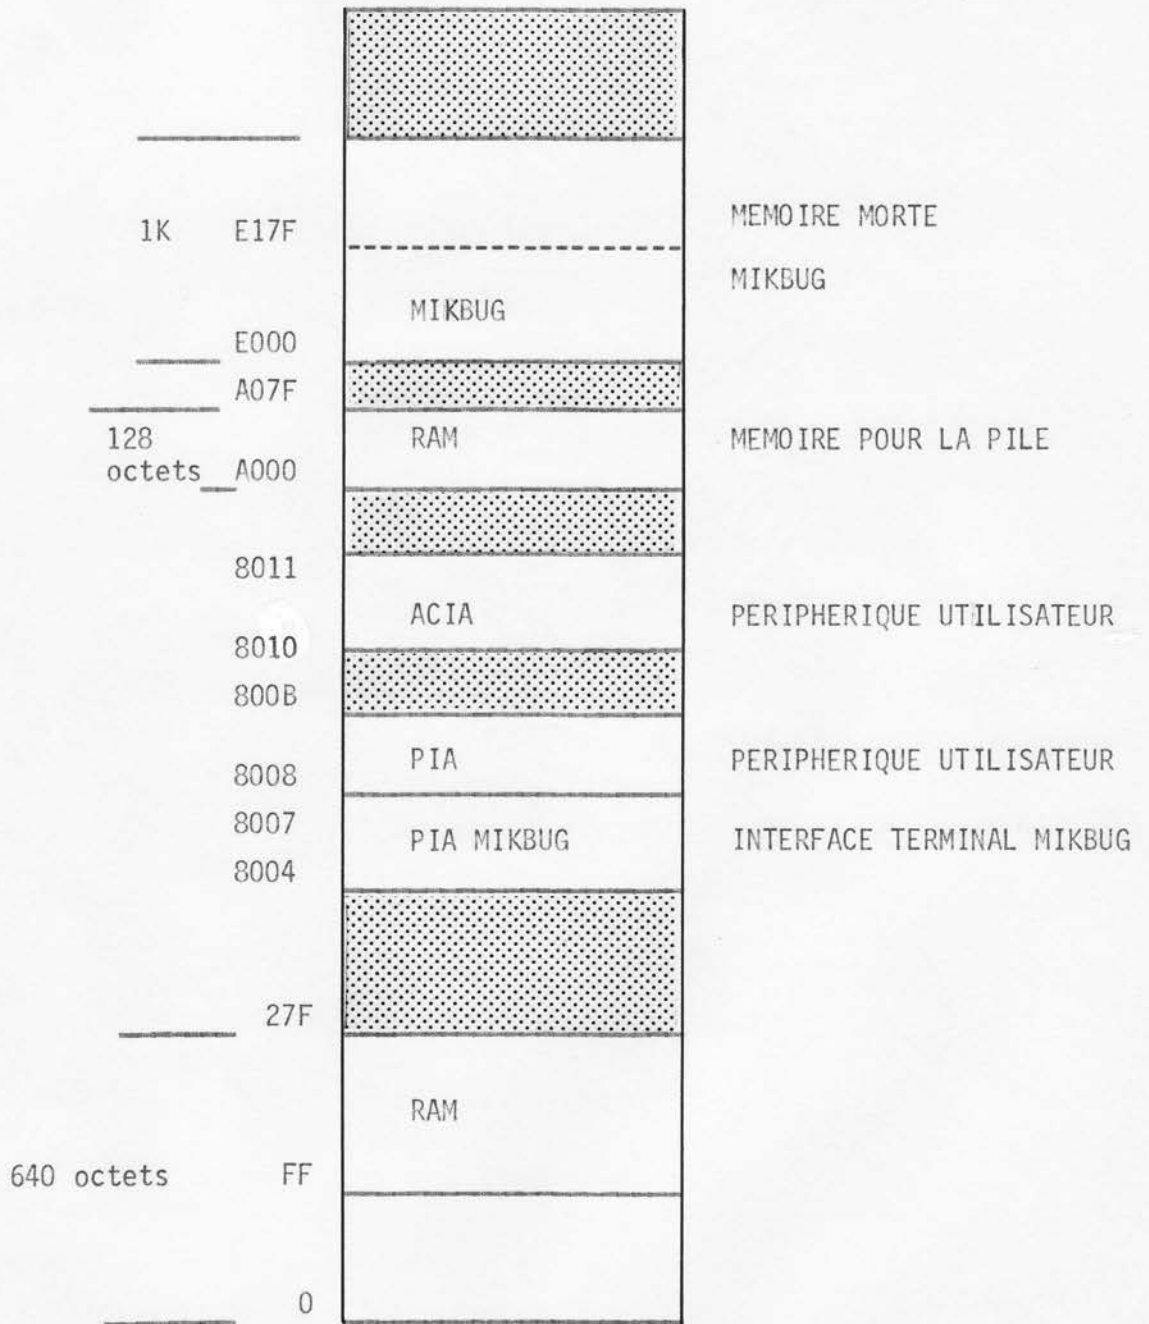 1K E17F MEMOIRE MORTE
MIKBUG
MIKBUG
E000
A07F
128
octets A000 RAM MEMOIRE POUR LA PILE
8011
ACIA PERIPHERIQUE UTILISATEUR
8010
800B
PIA PERIPHERIQUE UTILISATEUR
8008
8007
PIA MIKBUG INTERFACE TERMINAL MIKBUG
8004
27F
RAM
640 octets FF
0